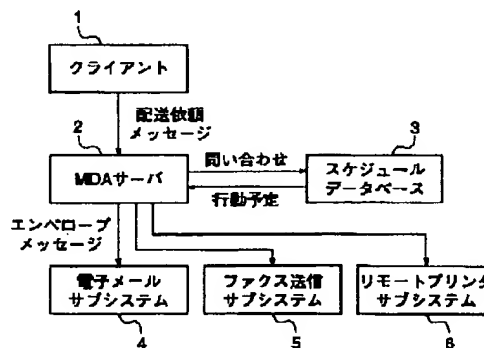 1
クライアント
配送依頼
メッセージ
2
MDAサーバ
問い合わせ
行動予定
3
スケジュール
データベース
エンベロープ
メッセージ
電子メール
サブシステム
4
ファクス送信
サブシステム
5
リモートプリンタ
サブシステム
6